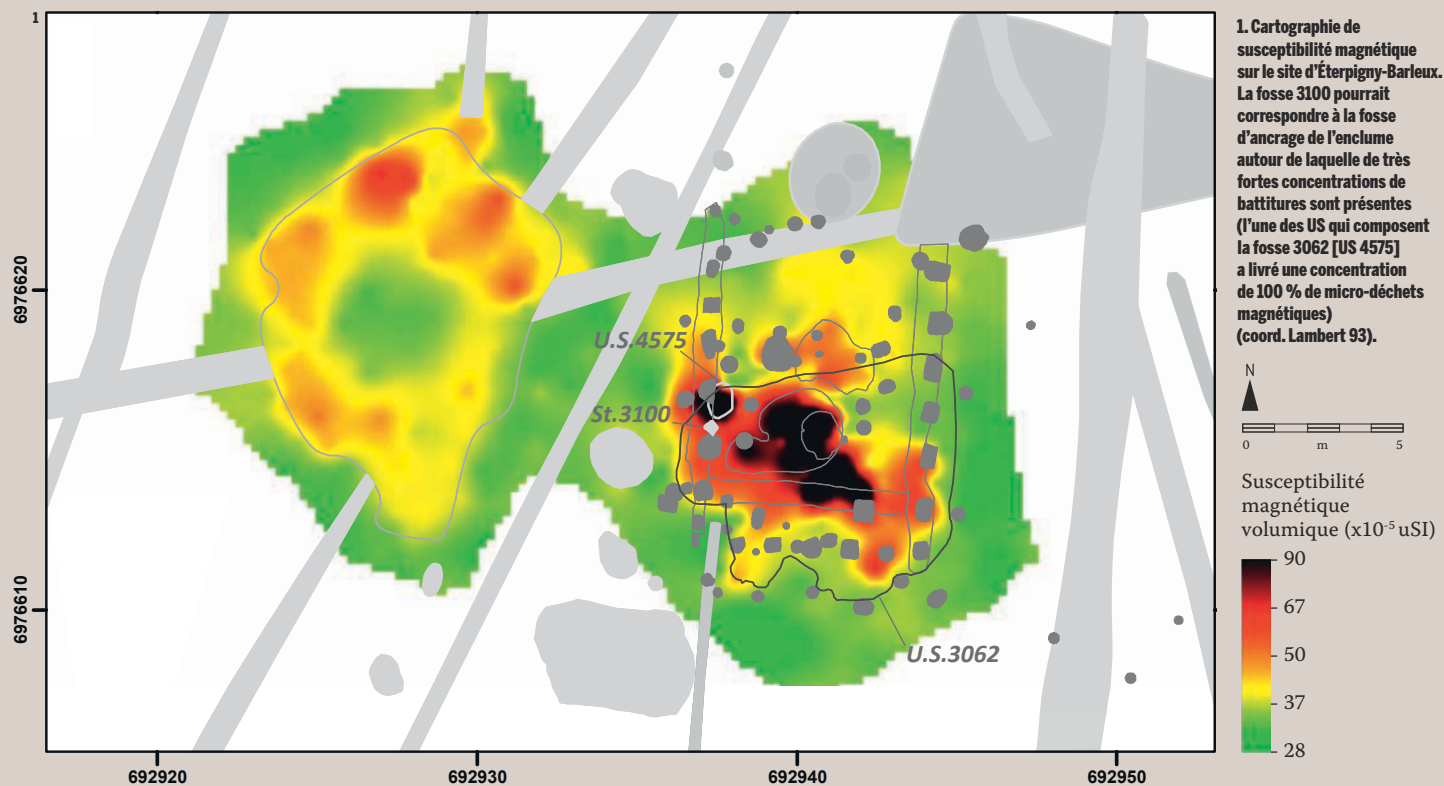 1
1. Cartographie de
susceptibilité magnétique
sur le site d'Éterpigny-Barleux.
La fosse 3100 pourrait
correspondre à la fosse
d'ancrage de l'enclume
autour de laquelle de très
fortes concentrations de
battitures sont présentes
(l'une des US qui composent
la fosse 3062 [US 4575]
a livré une concentration
de 100 % de micro-déchets
magnétiques)
(coord. Lambert 93).
N
0 m 5
Susceptibilité
magnétique
volumique (x10⁻⁵ uSI)
90
67
50
37
28
6976620
6976610
U.S.4575
St.3100
U.S.3062
692920 692930 692940 692950